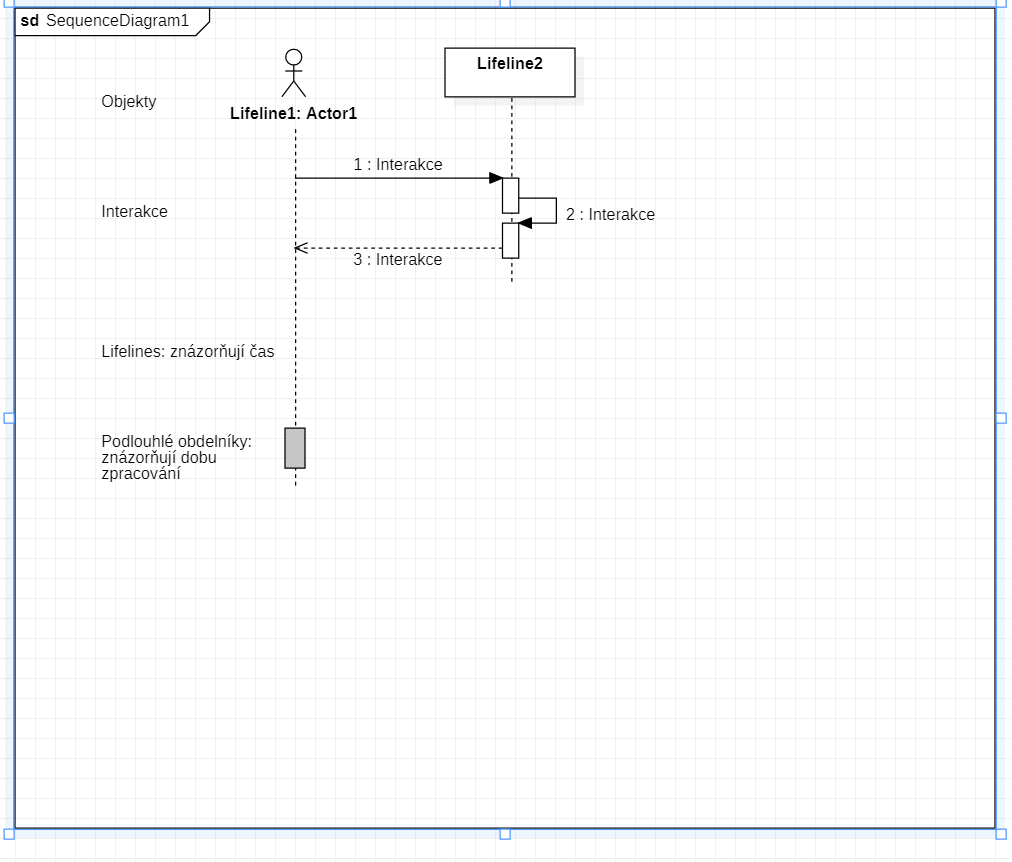 sd SequenceDiagram1
Lifeline2
Objekty
Lifeline1: Actor1
1 : Interakce
Interakce
2 : Interakce
3 : Interakce
Lifelines: znázorňují čas
Podlouhlé obdelníky:
znázorňují dobu
zpracování